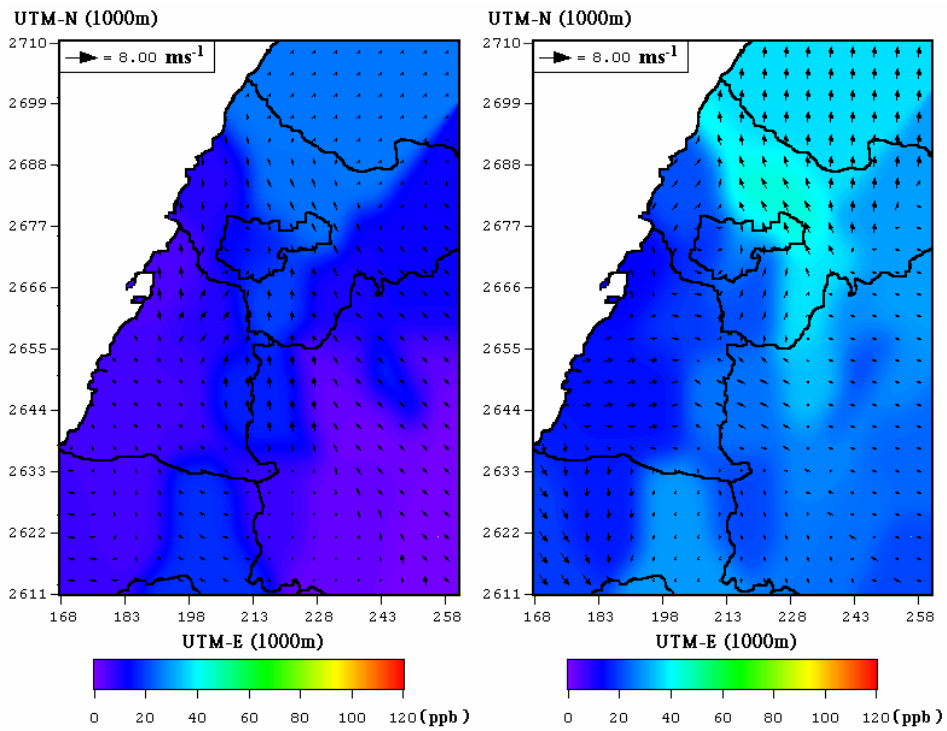 UTM-N (1000m)
2710
2699
2688
2677
2666
2655
2644
2633
2622
2611
= 8.00 ms⁻¹
168 183 198 213 228 243 258
UTM-E (1000m)
0 20 40 60 80 100 120 (ppb)
UTM-N (1000m)
2710
2699
2688
2677
2666
2655
2644
2633
2622
2611
= 8.00 ms⁻¹
168 183 198 213 228 243 258
UTM-E (1000m)
0 20 40 60 80 100 120 (ppb)